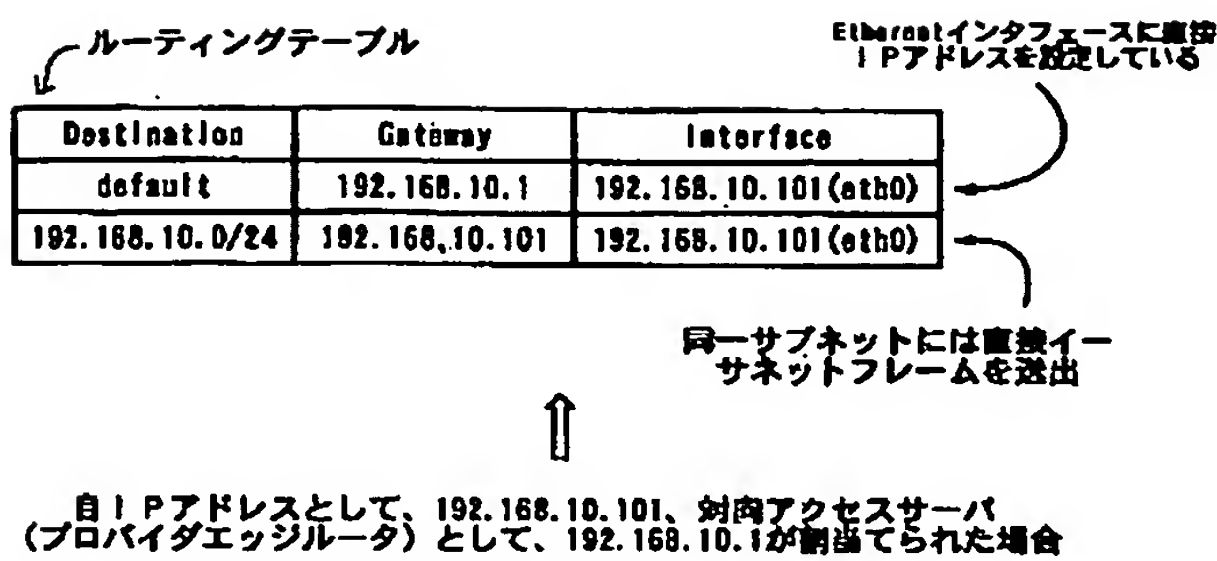 ルーティングテーブル
Ethernetインタフェースに直接
IPアドレスを設定している
Destination Gateway Interface
default 192.168.10.1 192.168.10.101(eth0)
192.168.10.0/24 192.168.10.101 192.168.10.101(eth0)
同一サブネットには直接イー
サネットフレームを送出
自IPアドレスとして、192.168.10.101、対向アクセスサーバ
(プロバイダエッジルータ)として、192.168.10.1が割当てられた場合